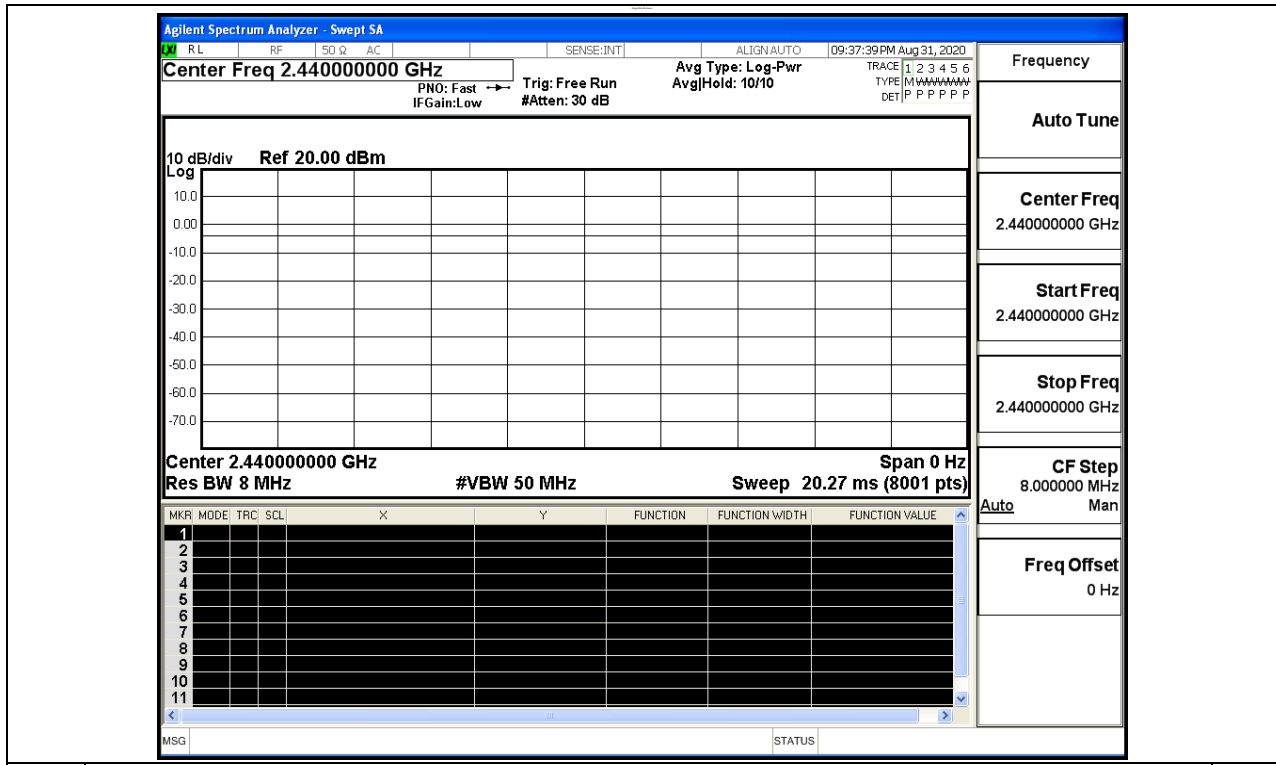 Agilent Spectrum Analyzer - Swept SA
LXI RL RF 50 Ω AC SENSE:INT ALIGN AUTO 09:37:39 PM Aug 31, 2020
Center Freq 2.440000000 GHz
PNO: Fast
IFGain:Low
Trig: Free Run
#Atten: 30 dB
Avg Type: Log-Pwr
Avg|Hold: 10/10
TRACE 1 2 3 4 5 6
TYPE M WWWWW
DET P P P P P P
10 dB/div Ref 20.00 dBm
Log
10.0
0.00
-10.0
-20.0
-30.0
-40.0
-50.0
-60.0
-70.0
Center 2.440000000 GHz Span 0 Hz
Res BW 8 MHz #VBW 50 MHz Sweep 20.27 ms (8001 pts)
MKR MODE TRC SCL X Y FUNCTION FUNCTION WIDTH FUNCTION VALUE
1
2
3
4
5
6
7
8
9
10
11
MSG STATUS
Frequency
Auto Tune
Center Freq
2.440000000 GHz
Start Freq
2.440000000 GHz
Stop Freq
2.440000000 GHz
CF Step
8.000000 MHz
Auto Man
Freq Offset
0 Hz